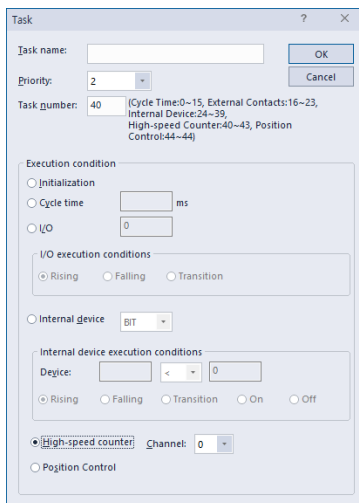 Task ? ×
Task name: OK
Priority: 2 Cancel
Task number: 40 (Cycle Time:0~15, External Contacts:16~23,
Internal Device:24~39,
High-speed Counter:40~43, Position
Control:44~44)
Execution condition
Initialization
Cycle time ms
I/O 0
I/O execution conditions
Rising Falling Transition
Internal device BIT
Internal device execution conditions
Device: < 0
Rising Falling Transition On Off
High-speed counter Channel: 0
Position Control